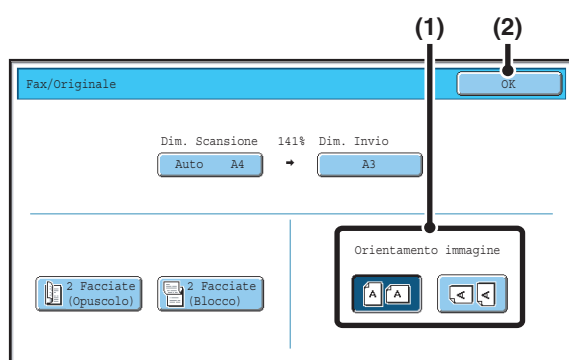 (1) (2)
Fax/Originale OK
Dim. Scansione 141% Dim. Invio
Auto A4 → A3
Orientamento immagine
2 Facciate
(Opuscolo)
2 Facciate
(Blocco)
A A A A